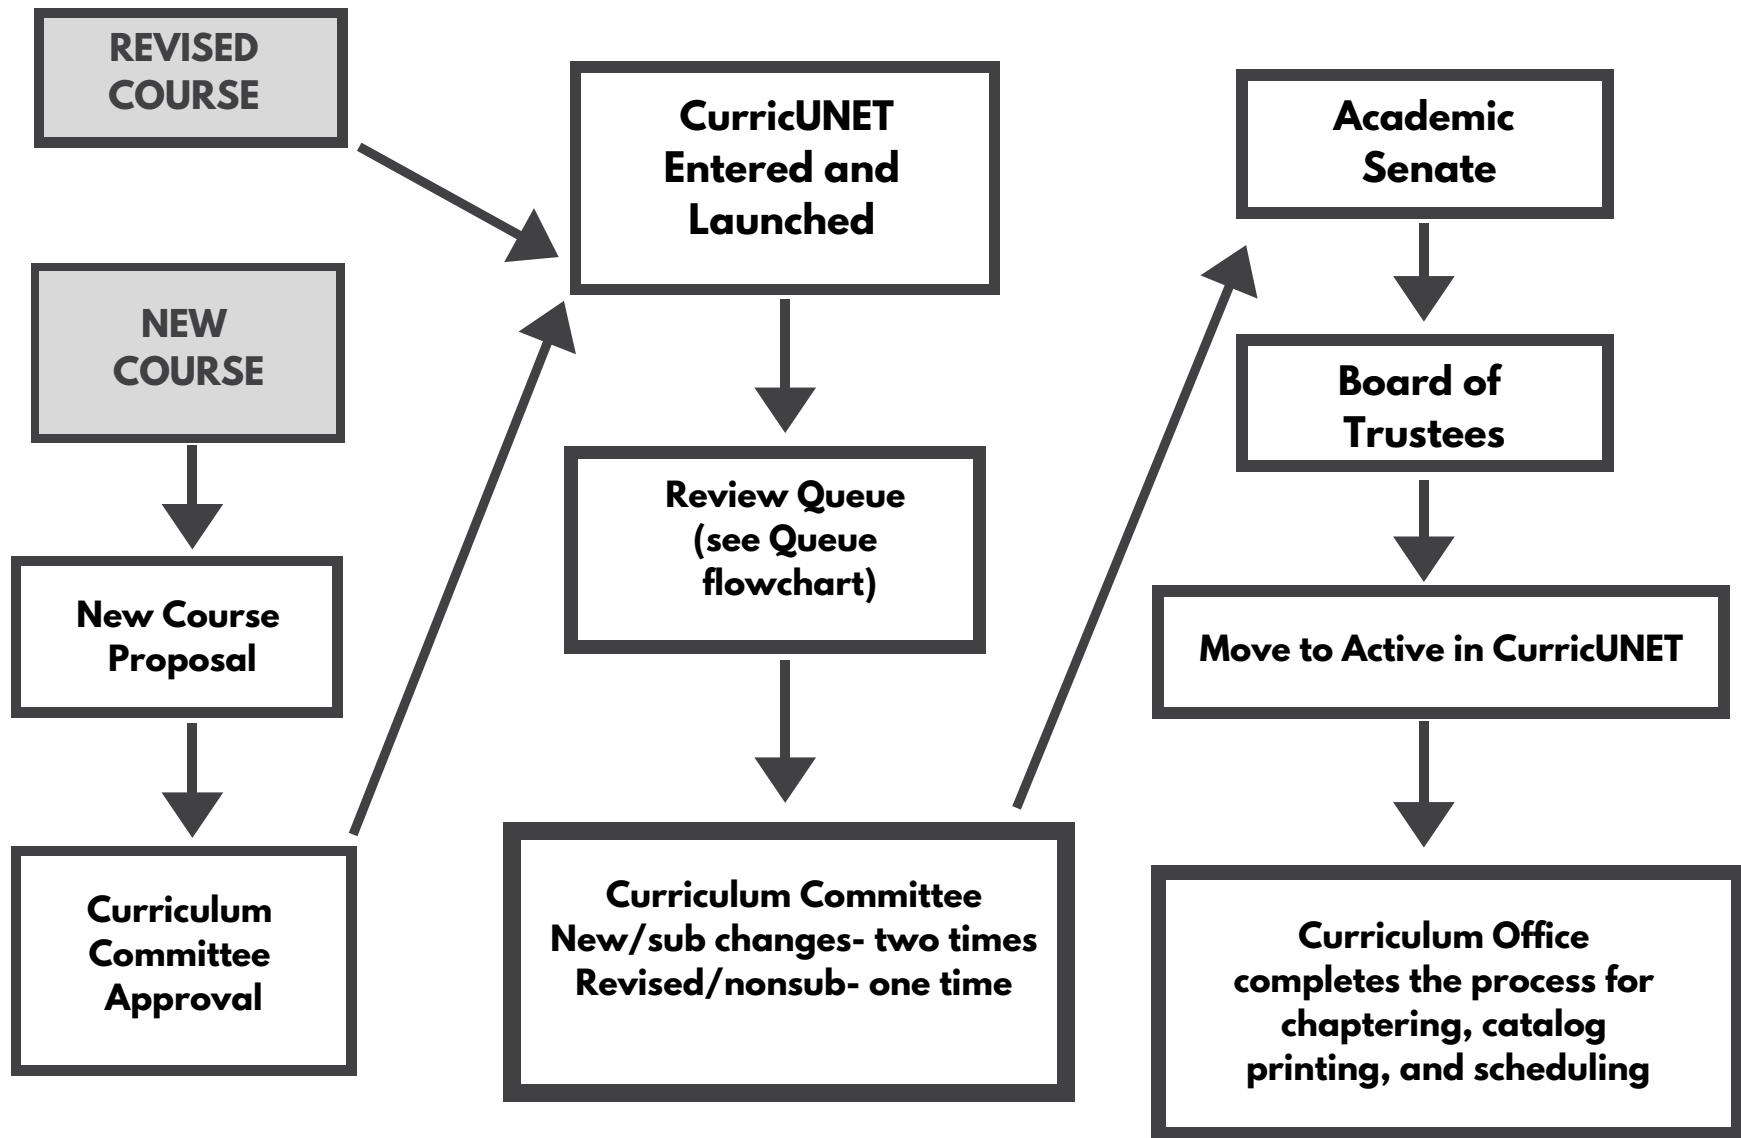 REVISED
COURSE
NEW
COURSE
New Course
Proposal
Curriculum
Committee
Approval
CurricUNET
Entered and
Launched
Review Queue
(see Queue
flowchart)
Curriculum Committee
New/sub changes- two times
Revised/nonsub- one time
Academic
Senate
Board of
Trustees
Move to Active in CurricUNET
Curriculum Office
completes the process for
chaptering, catalog
printing, and scheduling